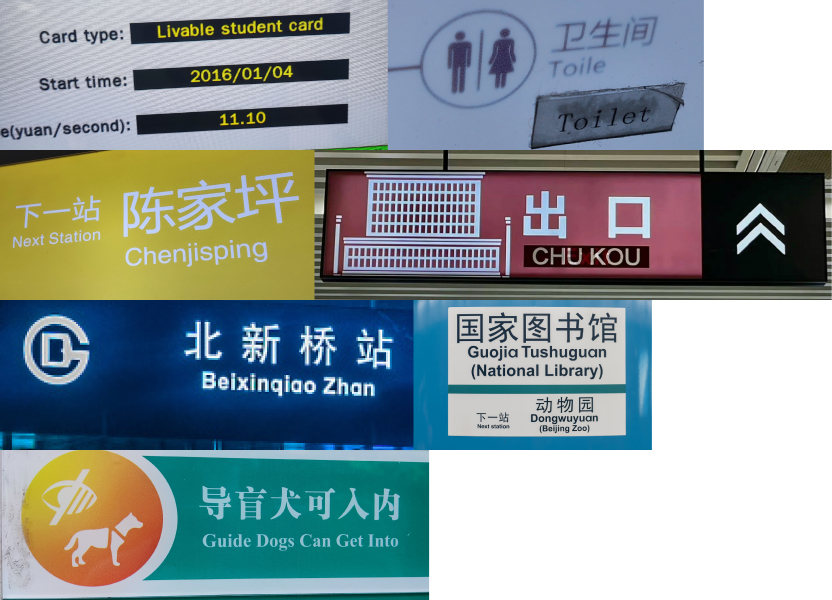 Card type: Livable student card
Start time: 2016/01/04
e(yuan/second): 11.10
卫生间
Toile
Toilet
下一站
Next Station
陈家坪
Chenjisping
出口
CHU KOU
北新桥站
Beixinqiao Zhan
国家图书馆
Guojia Tushuguan
(National Library)
下一站
Next station
动物园
Dongwuyuan
(Beijing Zoo)
导盲犬可入内
Guide Dogs Can Get Into